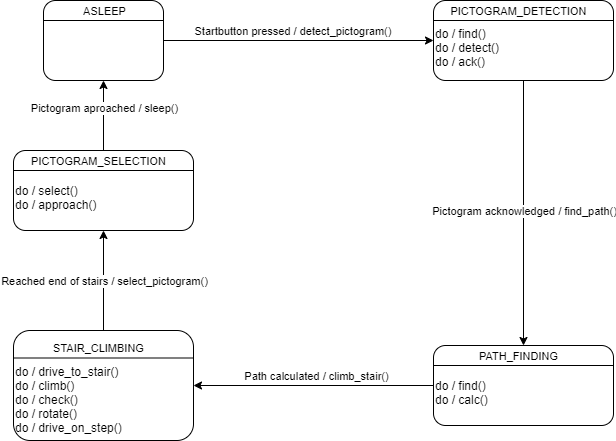 ASLEEP
Startbutton pressed / detect_pictogram()
PICTOGRAM_DETECTION
do / find()
do / detect()
do / ack()
Pictogram aproached / sleep()
PICTOGRAM_SELECTION
do / select()
do / approach()
Pictogram acknowledged / find_path()
Reached end of stairs / select_pictogram()
STAIR_CLIMBING
do / drive_to_stair()
do / climb()
do / check()
do / rotate()
do / drive_on_step()
Path calculated / climb_stair()
PATH_FINDING
do / find()
do / calc()